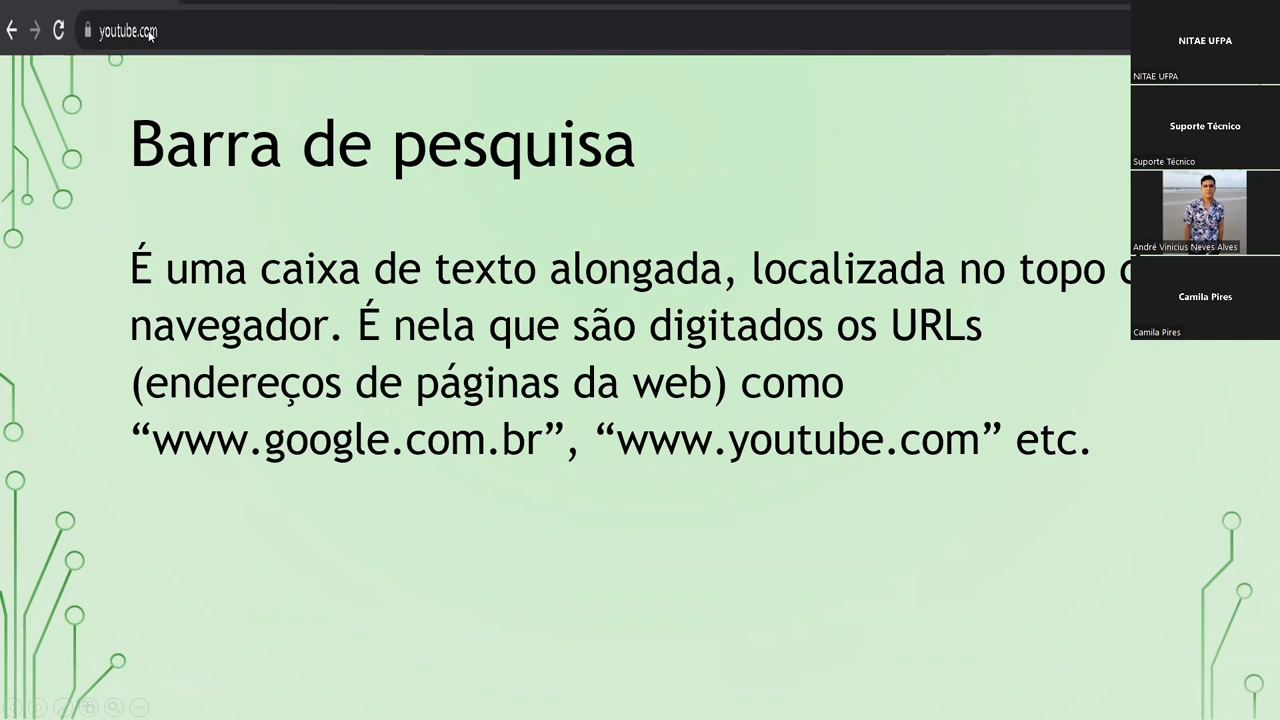 youtube.com
Barra de pesquisa
É uma caixa de texto alongada, localizada no topo
navegador. É nela que são digitados os URLs
(endereços de páginas da web) como
“www.google.com.br”, “www.youtube.com” etc.
NITAE UFPA
NITAE UFPA
Suporte Técnico
Suporte Técnico
André Vinicius Neves Alves
Camila Pires
Camila Pires